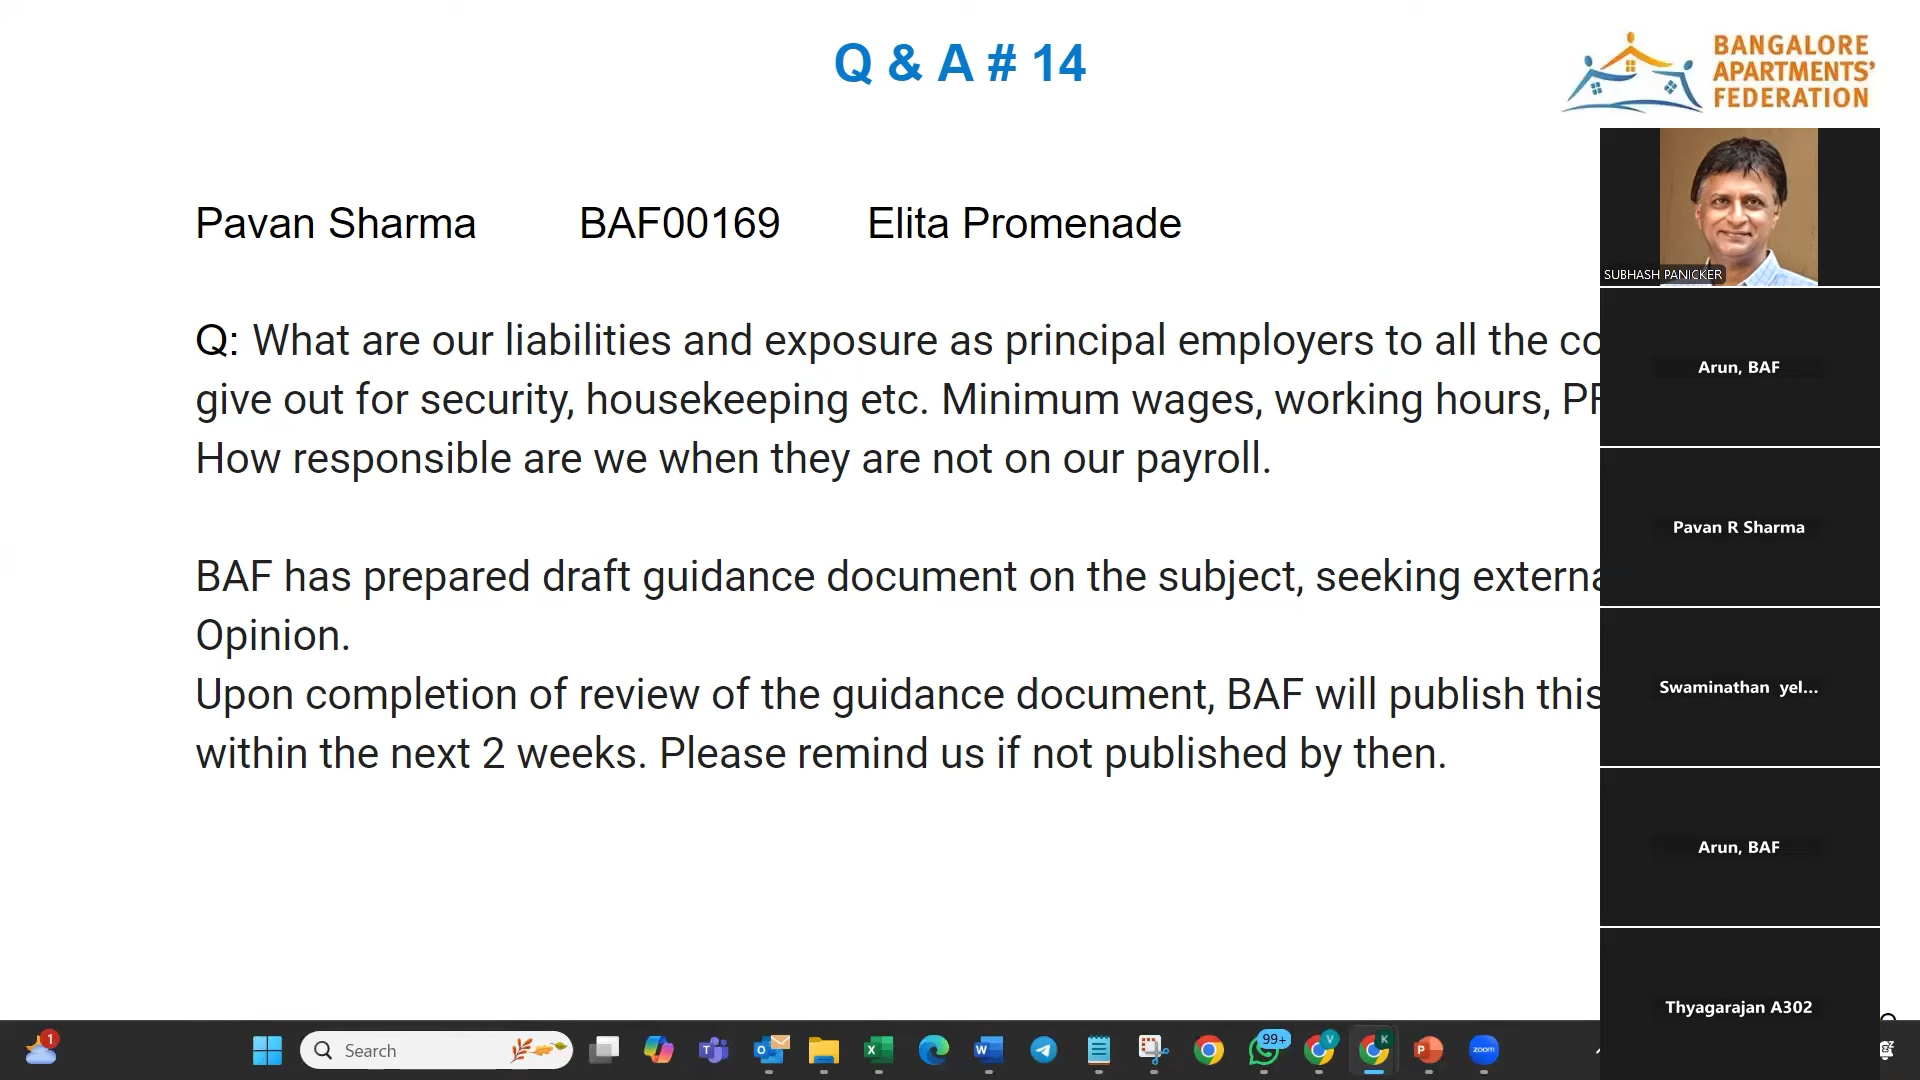 Q & A # 14
BANGALORE
APARTMENTS'
FEDERATION
Pavan Sharma BAF00169 Elita Promenade
Q: What are our liabilities and exposure as principal employers to all the
give out for security, housekeeping etc. Minimum wages, working hours,
How responsible are we when they are not on our payroll.
BAF has prepared draft guidance document on the subject, seeking
Opinion.
Upon completion of review of the guidance document, BAF will publish this
within the next 2 weeks. Please remind us if not published by then.
SUBHASH PANICKER
Arun, BAF
Pavan R Sharma
Swaminathan yel...
Arun, BAF
Thyagarajan A302
1
Search
99+
V
K
zoom